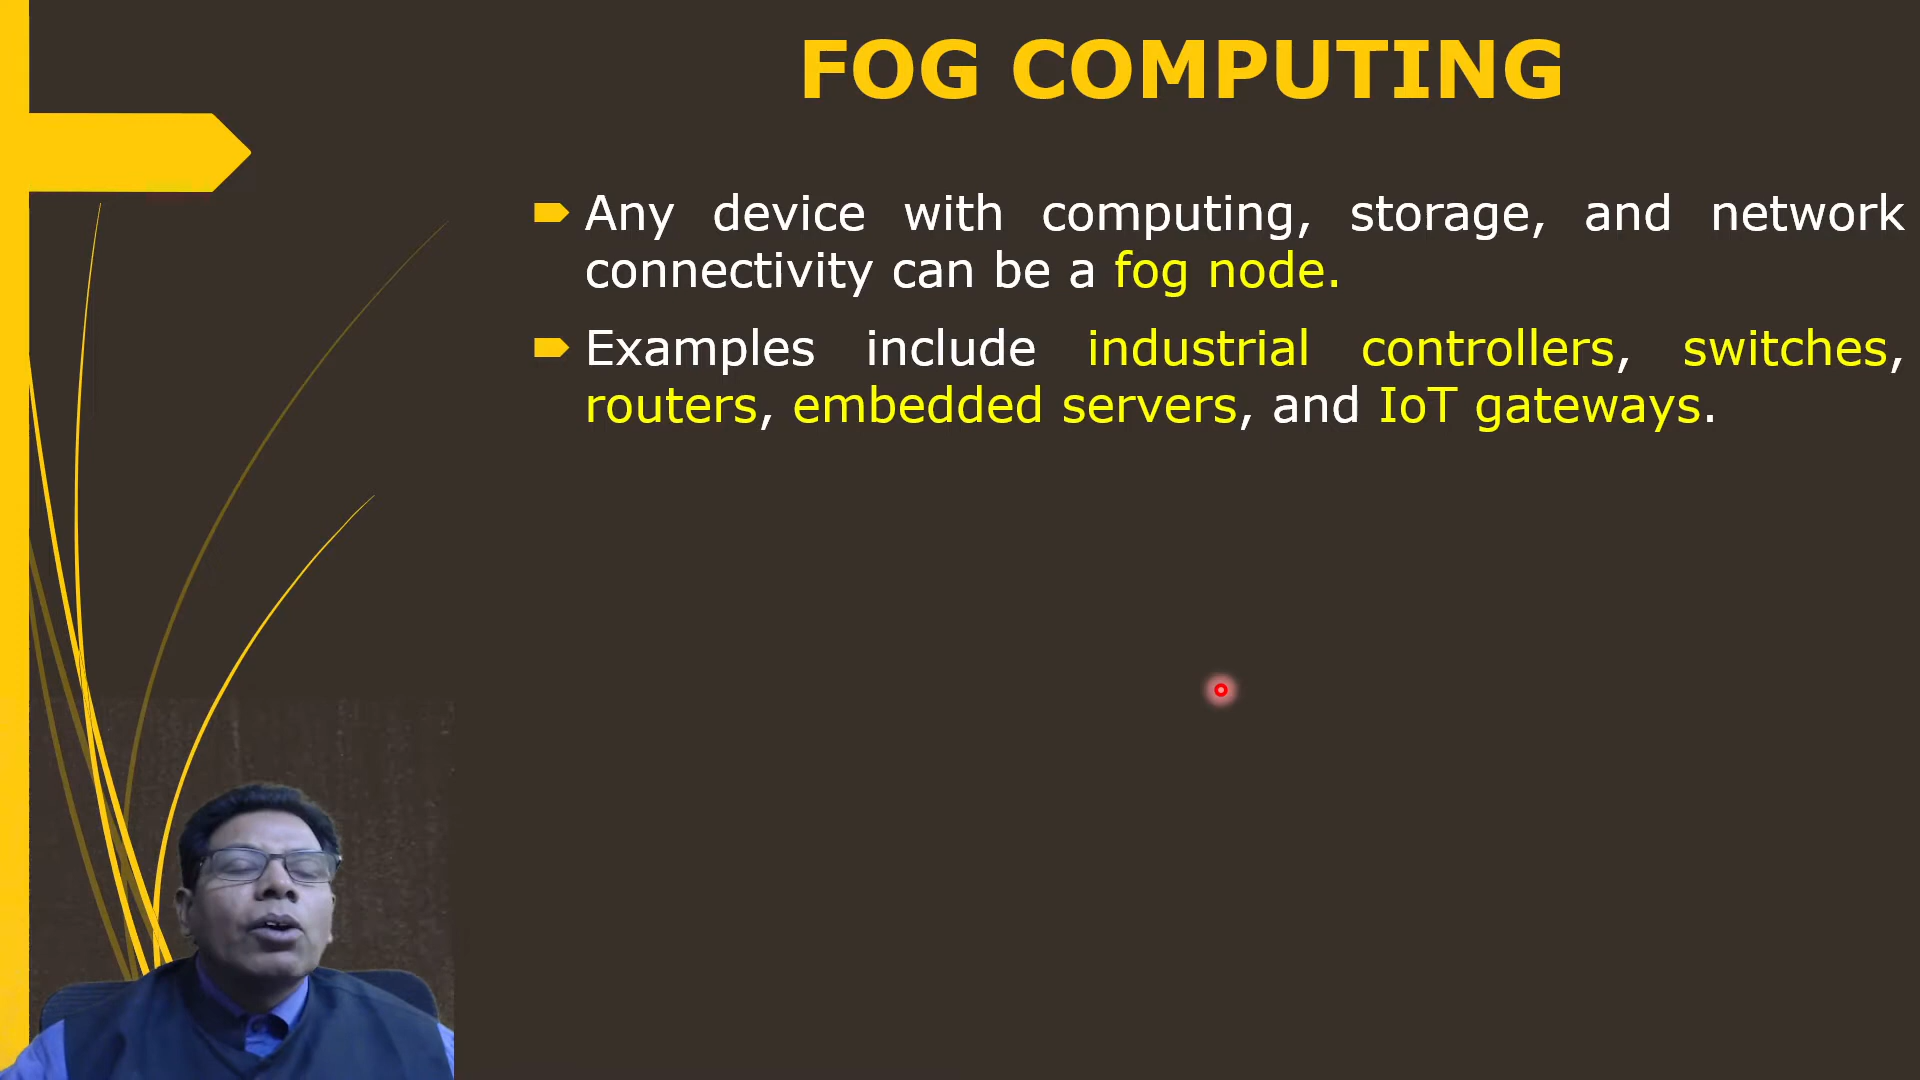 FOG COMPUTING
Any device with computing, storage, and network
connectivity can be a fog node.
Examples include industrial controllers, switches,
routers, embedded servers, and IoT gateways.